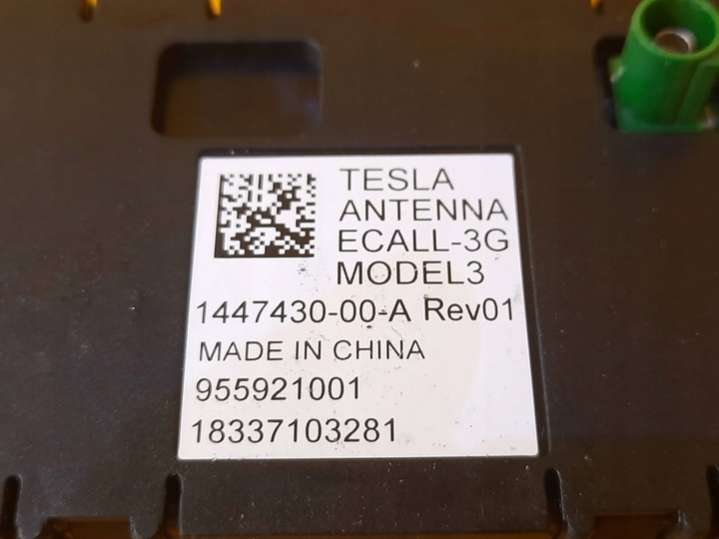 TESLA
ANTENNA
ECALL-3G
MODEL3
1447430-00-A Rev01
MADE IN CHINA
955921001
18337103281